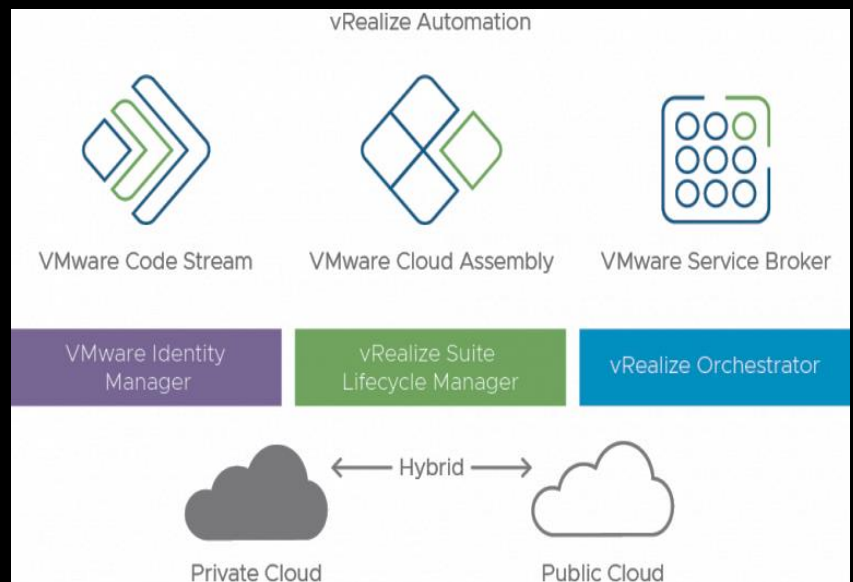 vRealize Automation
VMware Code Stream
VMware Cloud Assembly
VMware Service Broker
VMware Identity
Manager
vRealize Suite
Lifecycle Manager
vRealize Orchestrator
Hybrid
Private Cloud
Public Cloud